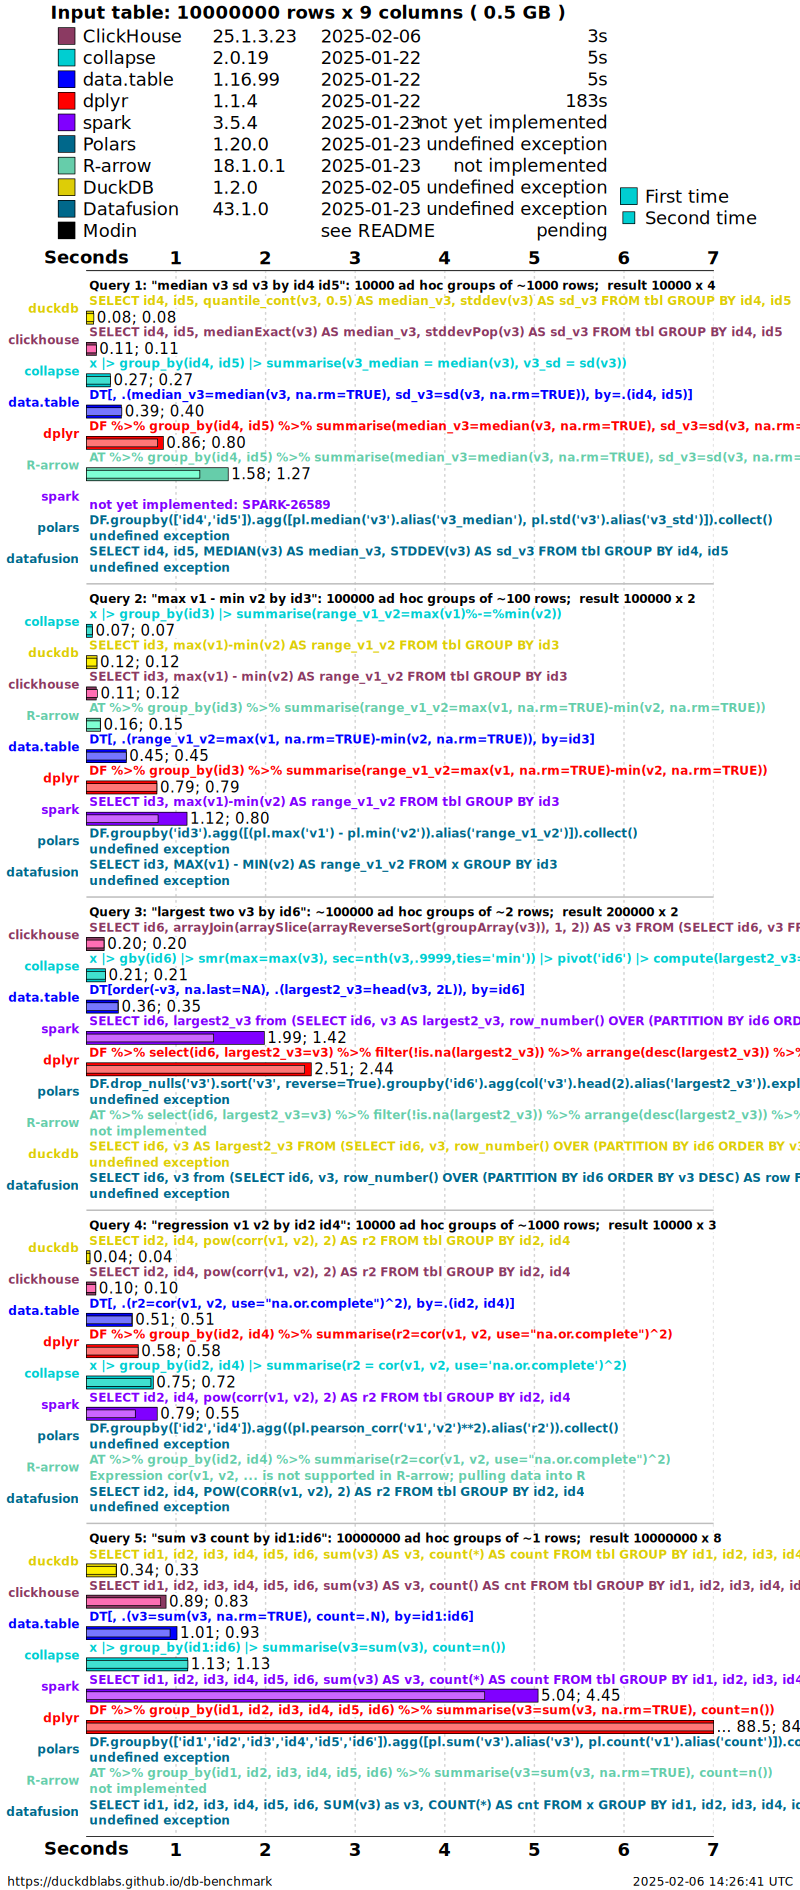 Input table: 10000000 rows x 9 columns ( 0.5 GB )
ClickHouse 25.1.3.23 2025-02-06 3s
collapse 2.0.19 2025-01-22 5s
data.table 1.16.99 2025-01-22 5s
dplyr 1.1.4 2025-01-22 183s
spark 3.5.4 2025-01-23 not yet implemented
Polars 1.20.0 2025-01-23 undefined exception
R-arrow 18.1.0.1 2025-01-23 not implemented
DuckDB 1.2.0 2025-02-05 undefined exception
Datafusion 43.1.0 2025-01-23 undefined exception
Modin see README pending
First time
Second time
Seconds 1 2 3 4 5 6 7
Query 1: "median v3 sd v3 by id4 id5": 10000 ad hoc groups of ~1000 rows; result 10000 x 4
duckdb SELECT id4, id5, quantile_cont(v3, 0.5) AS median_v3, stddev(v3) AS sd_v3 FROM tbl GROUP BY id4, id5
0.08; 0.08
clickhouse SELECT id4, id5, medianExact(v3) AS median_v3, stddevPop(v3) AS sd_v3 FROM tbl GROUP BY id4, id5
0.11; 0.11
collapse x |> group_by(id4, id5) |> summarise(v3_median = median(v3), v3_sd = sd(v3))
0.27; 0.27
data.table DT[, .(median_v3=median(v3, na.rm=TRUE), sd_v3=sd(v3, na.rm=TRUE)), by=.(id4, id5)]
0.39; 0.40
dplyr DF %>% group_by(id4, id5) %>% summarise(median_v3=median(v3, na.rm=TRUE), sd_v3=sd(v3, na.rm=
0.86; 0.80
R-arrow AT %>% group_by(id4, id5) %>% summarise(median_v3=median(v3, na.rm=TRUE), sd_v3=sd(v3, na.rm=
1.58; 1.27
spark not yet implemented: SPARK-26589
polars DF.groupby(['id4','id5']).agg([pl.median('v3').alias('v3_median'), pl.std('v3').alias('v3_std')]).collect()
undefined exception
datafusion SELECT id4, id5, MEDIAN(v3) AS median_v3, STDDEV(v3) AS sd_v3 FROM tbl GROUP BY id4, id5
undefined exception
Query 2: "max v1 - min v2 by id3": 100000 ad hoc groups of ~100 rows; result 100000 x 2
collapse x |> group_by(id3) |> summarise(range_v1_v2=max(v1)%-=%min(v2))
0.07; 0.07
duckdb SELECT id3, max(v1)-min(v2) AS range_v1_v2 FROM tbl GROUP BY id3
0.12; 0.12
clickhouse SELECT id3, max(v1) - min(v2) AS range_v1_v2 FROM tbl GROUP BY id3
0.11; 0.12
R-arrow AT %>% group_by(id3) %>% summarise(range_v1_v2=max(v1, na.rm=TRUE)-min(v2, na.rm=TRUE))
0.16; 0.15
data.table DT[, .(range_v1_v2=max(v1, na.rm=TRUE)-min(v2, na.rm=TRUE)), by=id3]
0.45; 0.45
dplyr DF %>% group_by(id3) %>% summarise(range_v1_v2=max(v1, na.rm=TRUE)-min(v2, na.rm=TRUE))
0.79; 0.79
spark SELECT id3, max(v1)-min(v2) AS range_v1_v2 FROM tbl GROUP BY id3
1.12; 0.80
polars DF.groupby('id3').agg([(pl.max('v1') - pl.min('v2')).alias('range_v1_v2')]).collect()
undefined exception
datafusion SELECT id3, MAX(v1) - MIN(v2) AS range_v1_v2 FROM x GROUP BY id3
undefined exception
Query 3: "largest two v3 by id6": ~100000 ad hoc groups of ~2 rows; result 200000 x 2
clickhouse SELECT id6, arrayJoin(arraySlice(arrayReverseSort(groupArray(v3)), 1, 2)) AS v3 FROM (SELECT id6, v3 FR
0.20; 0.20
collapse x |> gby(id6) |> smr(max=max(v3), sec=nth(v3,.9999,ties='min')) |> pivot('id6') |> compute(largest2_v3=
0.21; 0.21
data.table DT[order(-v3, na.last=NA), .(largest2_v3=head(v3, 2L)), by=id6]
0.36; 0.35
spark SELECT id6, largest2_v3 from (SELECT id6, v3 AS largest2_v3, row_number() OVER (PARTITION BY id6 ORD
1.99; 1.42
dplyr DF %>% select(id6, largest2_v3=v3) %>% filter(!is.na(largest2_v3)) %>% arrange(desc(largest2_v3)) %>%
2.51; 2.44
polars DF.drop_nulls('v3').sort('v3', reverse=True).groupby('id6').agg(col('v3').head(2).alias('largest2_v3')).expl
undefined exception
R-arrow AT %>% select(id6, largest2_v3=v3) %>% filter(!is.na(largest2_v3)) %>% arrange(desc(largest2_v3)) %>%
not implemented
duckdb SELECT id6, v3 AS largest2_v3 FROM (SELECT id6, v3, row_number() OVER (PARTITION BY id6 ORDER BY v3
undefined exception
datafusion SELECT id6, v3 from (SELECT id6, v3, row_number() OVER (PARTITION BY id6 ORDER BY v3 DESC) AS row F
undefined exception
Query 4: "regression v1 v2 by id2 id4": 10000 ad hoc groups of ~1000 rows; result 10000 x 3
duckdb SELECT id2, id4, pow(corr(v1, v2), 2) AS r2 FROM tbl GROUP BY id2, id4
0.04; 0.04
clickhouse SELECT id2, id4, pow(corr(v1, v2), 2) AS r2 FROM tbl GROUP BY id2, id4
0.10; 0.10
data.table DT[, .(r2=cor(v1, v2, use="na.or.complete")^2), by=.(id2, id4)]
0.51; 0.51
dplyr DF %>% group_by(id2, id4) %>% summarise(r2=cor(v1, v2, use="na.or.complete")^2)
0.58; 0.58
collapse x |> group_by(id2, id4) |> summarise(r2 = cor(v1, v2, use='na.or.complete')^2)
0.75; 0.72
spark SELECT id2, id4, pow(corr(v1, v2), 2) AS r2 FROM tbl GROUP BY id2, id4
0.79; 0.55
polars DF.groupby(['id2','id4']).agg((pl.pearson_corr('v1','v2')**2).alias('r2')).collect()
undefined exception
R-arrow AT %>% group_by(id2, id4) %>% summarise(r2=cor(v1, v2, use="na.or.complete")^2)
Expression cor(v1, v2, ... is not supported in R-arrow; pulling data into R
datafusion SELECT id2, id4, POW(CORR(v1, v2), 2) AS r2 FROM tbl GROUP BY id2, id4
undefined exception
Query 5: "sum v3 count by id1:id6": 10000000 ad hoc groups of ~1 rows; result 10000000 x 8
duckdb SELECT id1, id2, id3, id4, id5, id6, sum(v3) AS v3, count(*) AS count FROM tbl GROUP BY id1, id2, id3, id4
0.34; 0.33
clickhouse SELECT id1, id2, id3, id4, id5, id6, sum(v3) AS v3, count() AS cnt FROM tbl GROUP BY id1, id2, id3, id4, id
0.89; 0.83
data.table DT[, .(v3=sum(v3, na.rm=TRUE), count=.N), by=id1:id6]
1.01; 0.93
collapse x |> group_by(id1:id6) |> summarise(v3=sum(v3), count=n())
1.13; 1.13
spark SELECT id1, id2, id3, id4, id5, id6, sum(v3) AS v3, count(*) AS count FROM tbl GROUP BY id1, id2, id3, id4
5.04; 4.45
dplyr DF %>% group_by(id1, id2, id3, id4, id5, id6) %>% summarise(v3=sum(v3, na.rm=TRUE), count=n())
... 88.5; 84
polars DF.groupby(['id1','id2','id3','id4','id5','id6']).agg([pl.sum('v3').alias('v3'), pl.count('v1').alias('count')]).co
undefined exception
R-arrow AT %>% group_by(id1, id2, id3, id4, id5, id6) %>% summarise(v3=sum(v3, na.rm=TRUE), count=n())
not implemented
datafusion SELECT id1, id2, id3, id4, id5, id6, SUM(v3) as v3, COUNT(*) AS cnt FROM x GROUP BY id1, id2, id3, id4, id
undefined exception
Seconds 1 2 3 4 5 6 7
https://duckdblabs.github.io/db-benchmark 2025-02-06 14:26:41 UTC